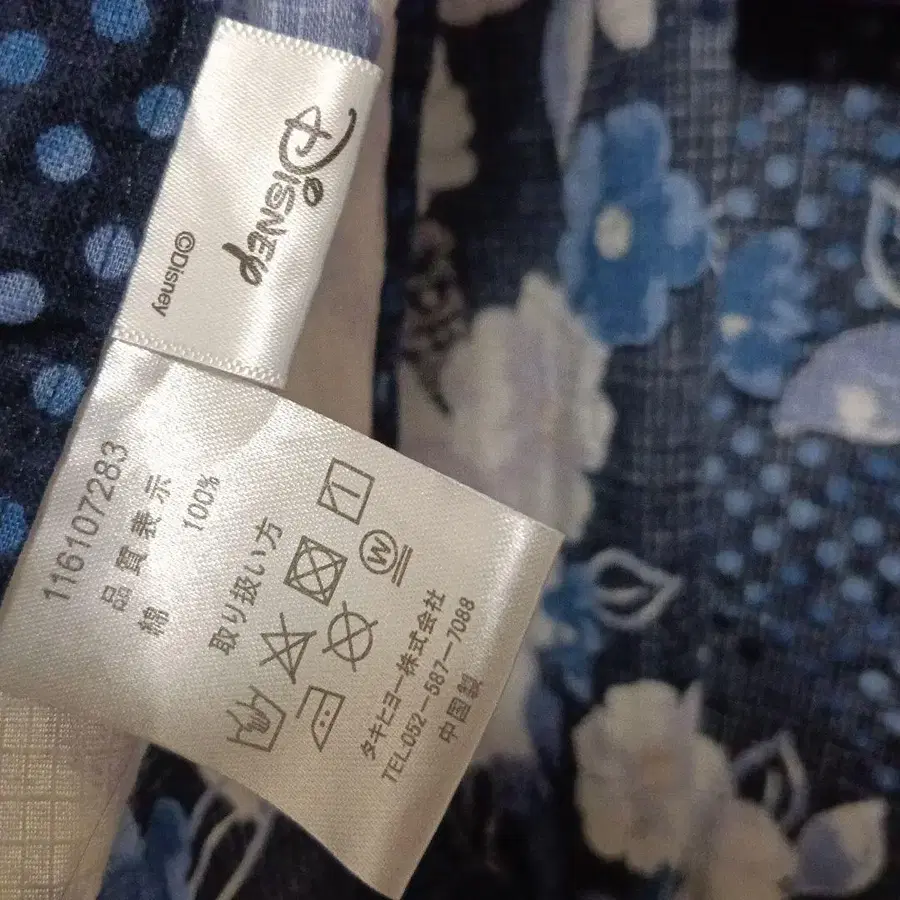 Disney
©Disney
116107283
品質表示
綿 100%
取り扱い方
W
タキヒヨー株式会社
TEL.052-587-7088
中国製